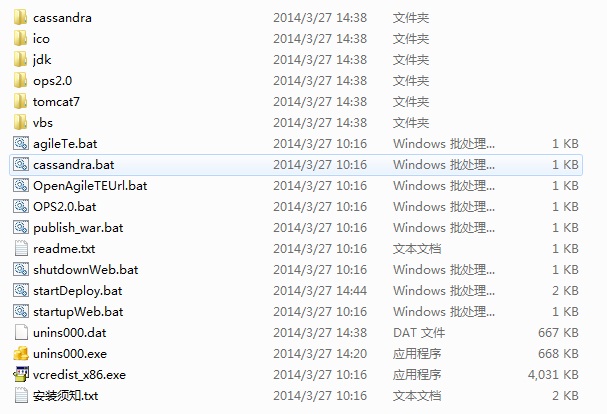 cassandra 2014/3/27 14:38 文件夹
ico 2014/3/27 14:38 文件夹
jdk 2014/3/27 14:38 文件夹
ops2.0 2014/3/27 14:38 文件夹
tomcat7 2014/3/27 14:38 文件夹
vbs 2014/3/27 14:38 文件夹
agileTe.bat 2014/3/27 10:16 Windows 批处理... 1 KB
cassandra.bat 2014/3/27 10:16 Windows 批处理... 1 KB
OpenAgileTEUrl.bat 2014/3/27 10:16 Windows 批处理... 1 KB
OPS2.0.bat 2014/3/27 10:16 Windows 批处理... 1 KB
publish_war.bat 2014/3/27 10:16 Windows 批处理... 1 KB
readme.txt 2014/3/27 10:16 文本文档 1 KB
shutdownWeb.bat 2014/3/27 10:16 Windows 批处理... 1 KB
startDeploy.bat 2014/3/27 14:44 Windows 批处理... 2 KB
startupWeb.bat 2014/3/27 10:16 Windows 批处理... 1 KB
unins000.dat 2014/3/27 14:38 DAT 文件 667 KB
unins000.exe 2014/3/27 14:20 应用程序 668 KB
vcredist_x86.exe 2014/3/27 10:16 应用程序 4,031 KB
安装须知.txt 2014/3/27 10:16 文本文档 2 KB